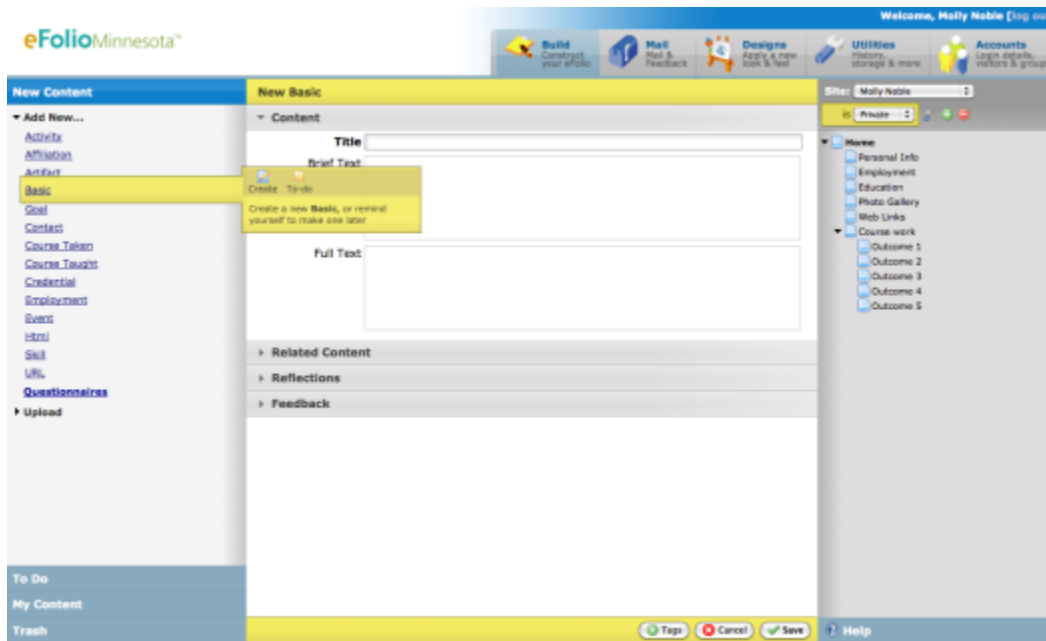 Welcome, Molly Noble [log ou
eFolioMinnesota™
Build
Construct
your eFolio
Mail
Mail &
Feedback
Designs
Apply a new
look & feel
Utilities
History,
storage & more
Accounts
Login details,
visitors & group
New Content
Add New...
Activity
Affiliation
Artifact
Basic
Goal
Contact
Course Taken
Course Taught
Credential
Employment
Event
Html
Skill
URL
Questionnaires
Upload
To Do
My Content
Trash
New Basic
Content
Title
Brief Text
Create To-do
Create a new Basic, or remind
yourself to make one later
Full Text
Related Content
Reflections
Feedback
Tags Cancel Save
Site: Molly Noble
is Private
Home
Personal Info
Employment
Education
Photo Gallery
Web Links
Course work
Outcome 1
Outcome 2
Outcome 3
Outcome 4
Outcome 5
Help